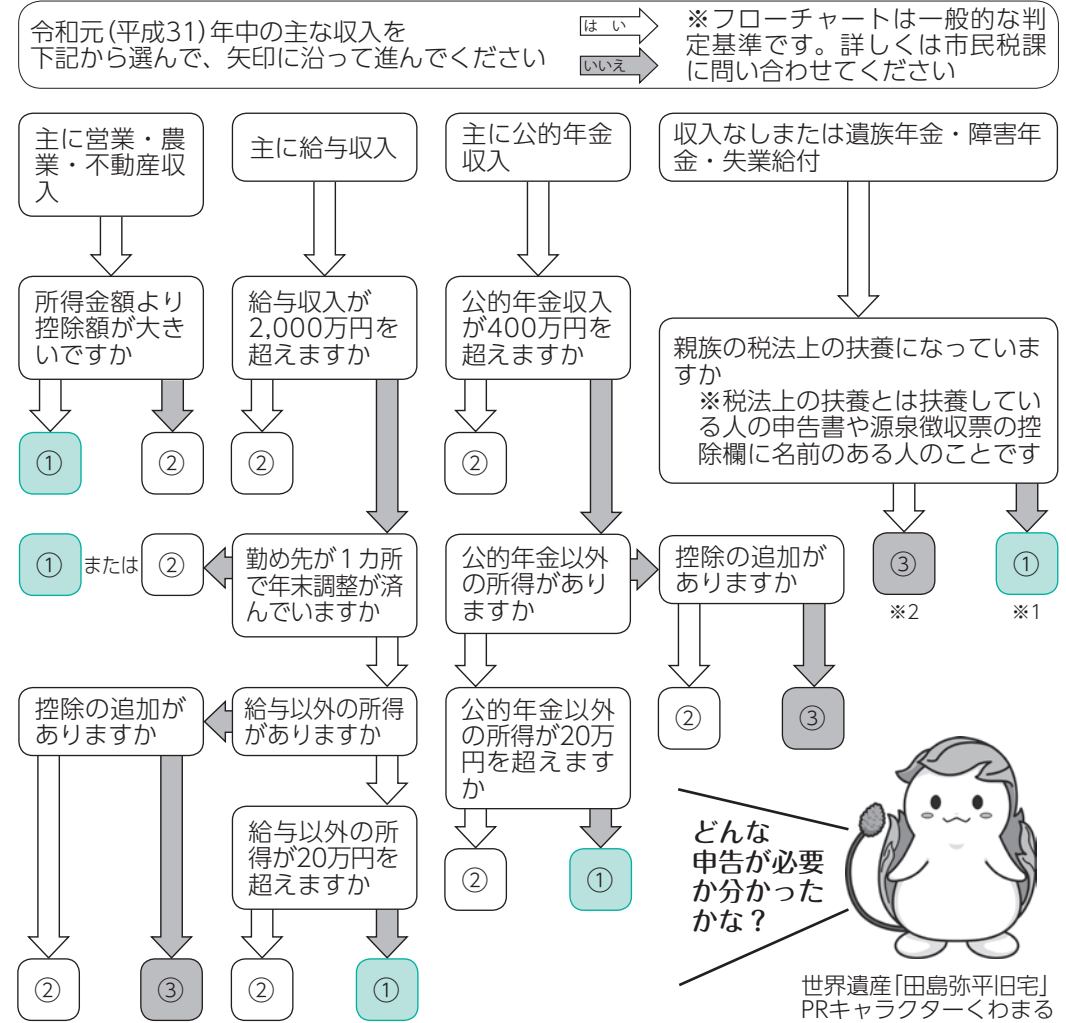 令和元(平成31)年中の主な収入を
下記から選んで、矢印に沿って進んでください
はい
いいえ
※フローチャートは一般的な判
定基準です。詳しくは市民税課
に問い合わせてください
主に営業・農
業・不動産収
入
主に給与収入
主に公的年金
収入
収入なしまたは遺族年金・障害年
金・失業給付
所得金額より
控除額が大き
いですか
給与収入が
2,000万円を
超えますか
公的年金収入
が400万円を
超えますか
親族の税法上の扶養になっていま
すか
※税法上の扶養とは扶養してい
る人の申告書や源泉徴収票の控
除欄に名前のある人のことです
①
②
②
②
①または②
勤め先が1カ所
で年末調整が済
んでいますか
公的年金以外
の所得があり
ますか
控除の追加が
ありますか
③
※2
①
※1
控除の追加が
ありますか
給与以外の所得
がありますか
公的年金以外
の所得が20万
円を超えます
か
②
③
給与以外の所
得が20万円を
超えますか
②
①
②
③
②
①
どんな
申告が必要
か分かった
かな？
世界遺産「田島弥平旧宅」
PRキャラクターくわまる